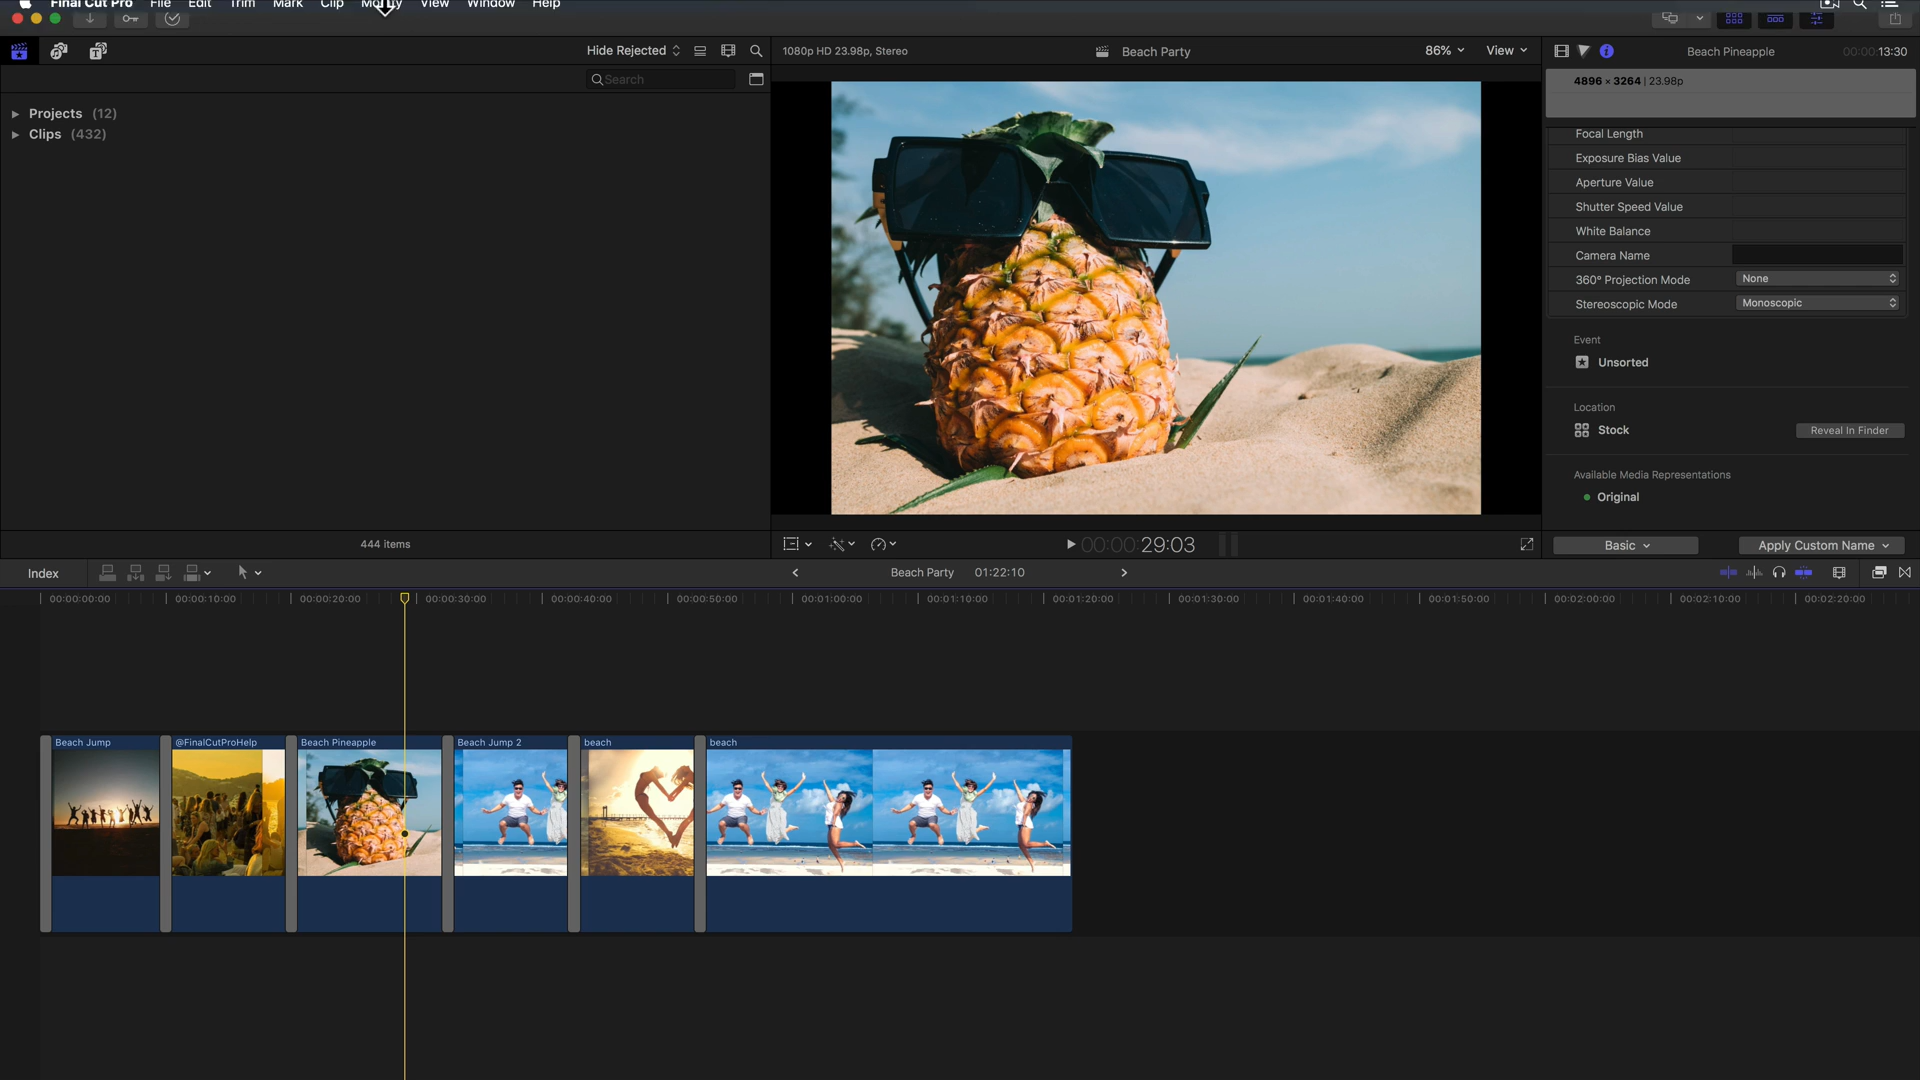 Final Cut Pro File Edit Trim Mark Clip Modify View Window Help
Hide Rejected
1080p HD 23.98p, Stereo
Beach Party
86%
View
Beach Pineapple
00:00:13:30
Search
4896 × 3264 | 23.98p
Projects (12)
Clips (432)
Focal Length
Exposure Bias Value
Aperture Value
Shutter Speed Value
White Balance
Camera Name
360° Projection Mode None
Stereoscopic Mode Monoscopic
Event
Unsorted
Location
Stock
Reveal In Finder
Available Media Representations
Original
444 items
00:00:29:03
Basic
Apply Custom Name
Index
Beach Party 01:22:10
00:00:00:00 00:00:10:00 00:00:20:00 00:00:30:00 00:00:40:00 00:00:50:00 00:01:00:00 00:01:10:00 00:01:20:00 00:01:30:00 00:01:40:00 00:01:50:00 00:02:00:00 00:02:10:00 00:02:20:00
Beach Jump
@FinalCutProHelp
Beach Pineapple
Beach Jump 2
beach
beach